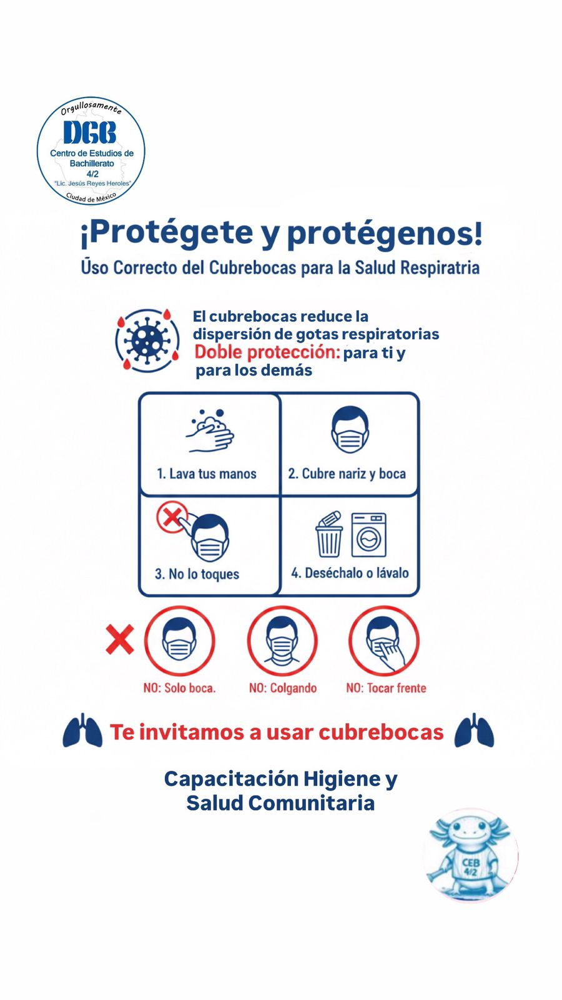 Orgullosamente
DGB
Centro de Estudios de
Bachillerato
4/2
"Lic. Jesús Reyes Heroles"
Ciudad de México
¡Protégete y protégenos!
Ūso Correcto del Cubrebocas para la Salud Respiratria
El cubrebocas reduce la
dispersión de gotas respiratorias
Doble protección: para ti y
para los demás
1. Lava tus manos
2. Cubre nariz y boca
3. No lo toques
4. Deséchalo o lávalo
NO: Solo boca.
NO: Colgando
NO: Tocar frente
Te invitamos a usar cubrebocas
Capacitación Higiene y
Salud Comunitaria
CEB
4/2